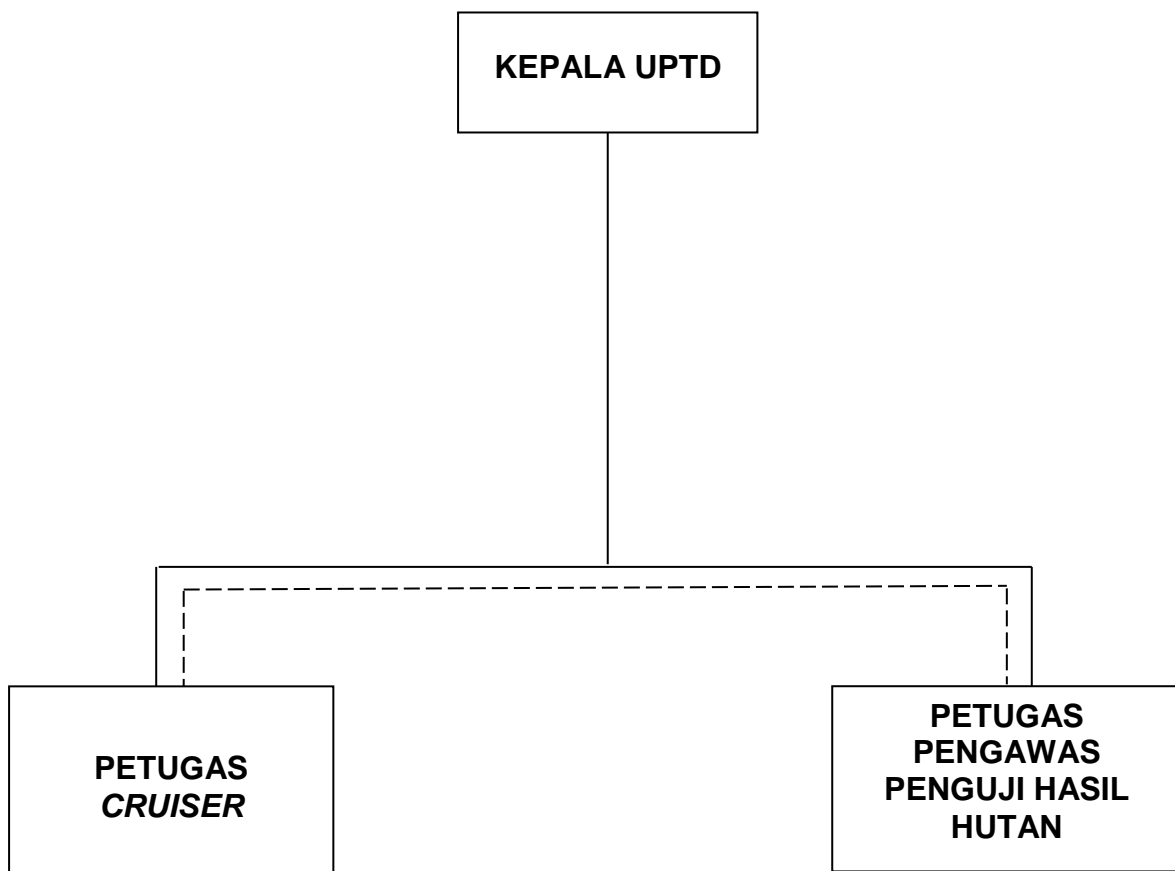 KEPALA UPTD
PETUGAS
CRUISER
PETUGAS
PENGAWAS
PENGUJI HASIL
HUTAN